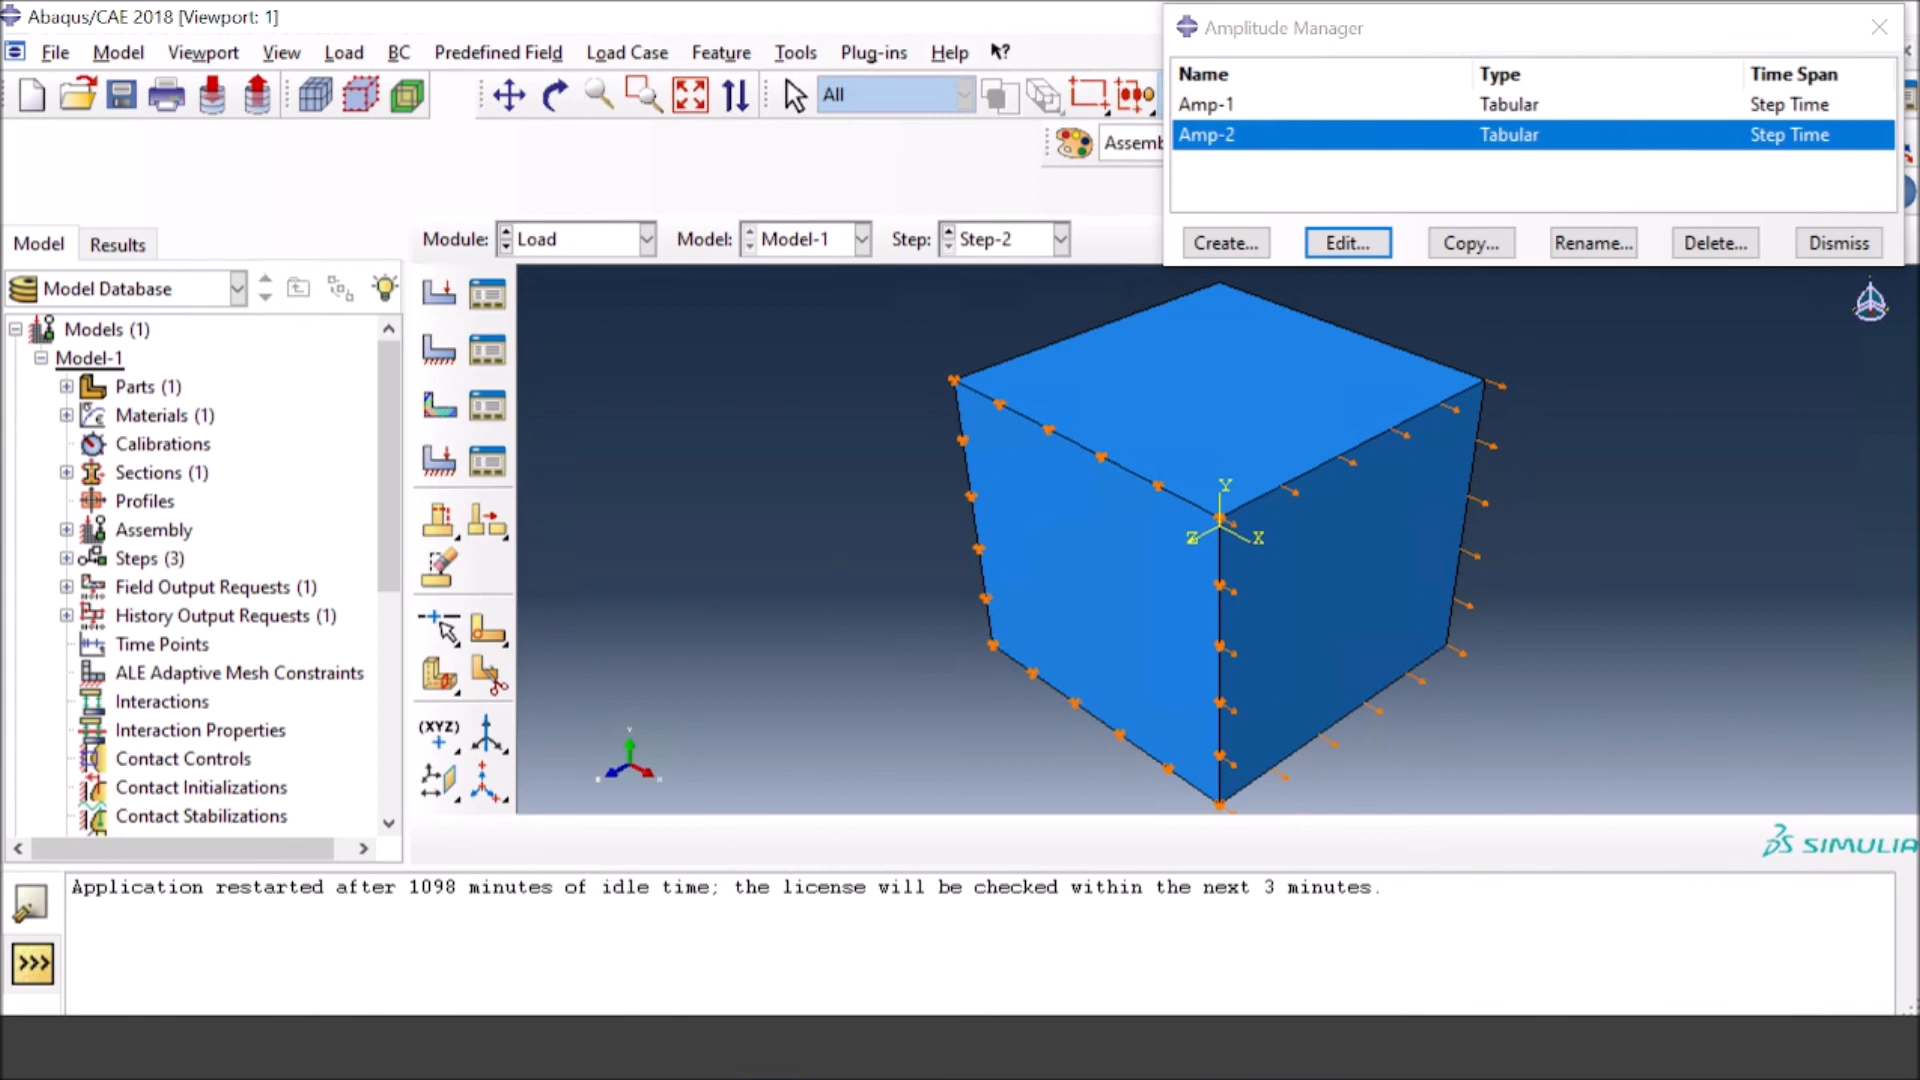 Abaqus/CAE 2018 [Viewport: 1]
File Model Viewport View Load BC Predefined Field Load Case Feature Tools Plug-ins Help
All
Assemb
Amplitude Manager
Name Type Time Span
Amp-1 Tabular Step Time
Amp-2 Tabular Step Time
Create... Edit... Copy... Rename... Delete... Dismiss
Model Results
Module: Load Model: Model-1 Step: Step-2
Model Database
Models (1)
Model-1
Parts (1)
Materials (1)
Calibrations
Sections (1)
Profiles
Assembly
Steps (3)
Field Output Requests (1)
History Output Requests (1)
Time Points
ALE Adaptive Mesh Constraints
Interactions
Interaction Properties
Contact Controls
Contact Initializations
Contact Stabilizations
(XYZ)
Y
Z X
SIMULIA
Application restarted after 1098 minutes of idle time; the license will be checked within the next 3 minutes.
>>>